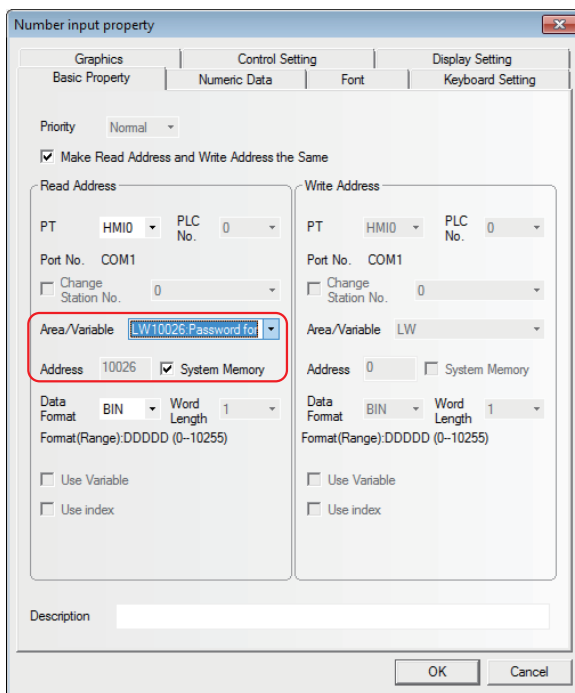 Number input property
Graphics Control Setting Display Setting
Basic Property Numeric Data Font Keyboard Setting
Priority Normal
Make Read Address and Write Address the Same
Read Address
PT HMI0 PLC No. 0
Port No. COM1
Change Station No. 0
Area/Variable LW10026:Password for
Address 10026 System Memory
Data Format BIN Word Length 1
Format(Range):DDDDD (0--10255)
Use Variable
Use index
Write Address
PT HMI0 PLC No. 0
Port No. COM1
Change Station No. 0
Area/Variable LW
Address 0 System Memory
Data Format BIN Word Length 1
Format(Range):DDDDD (0--10255)
Use Variable
Use index
Description
OK Cancel